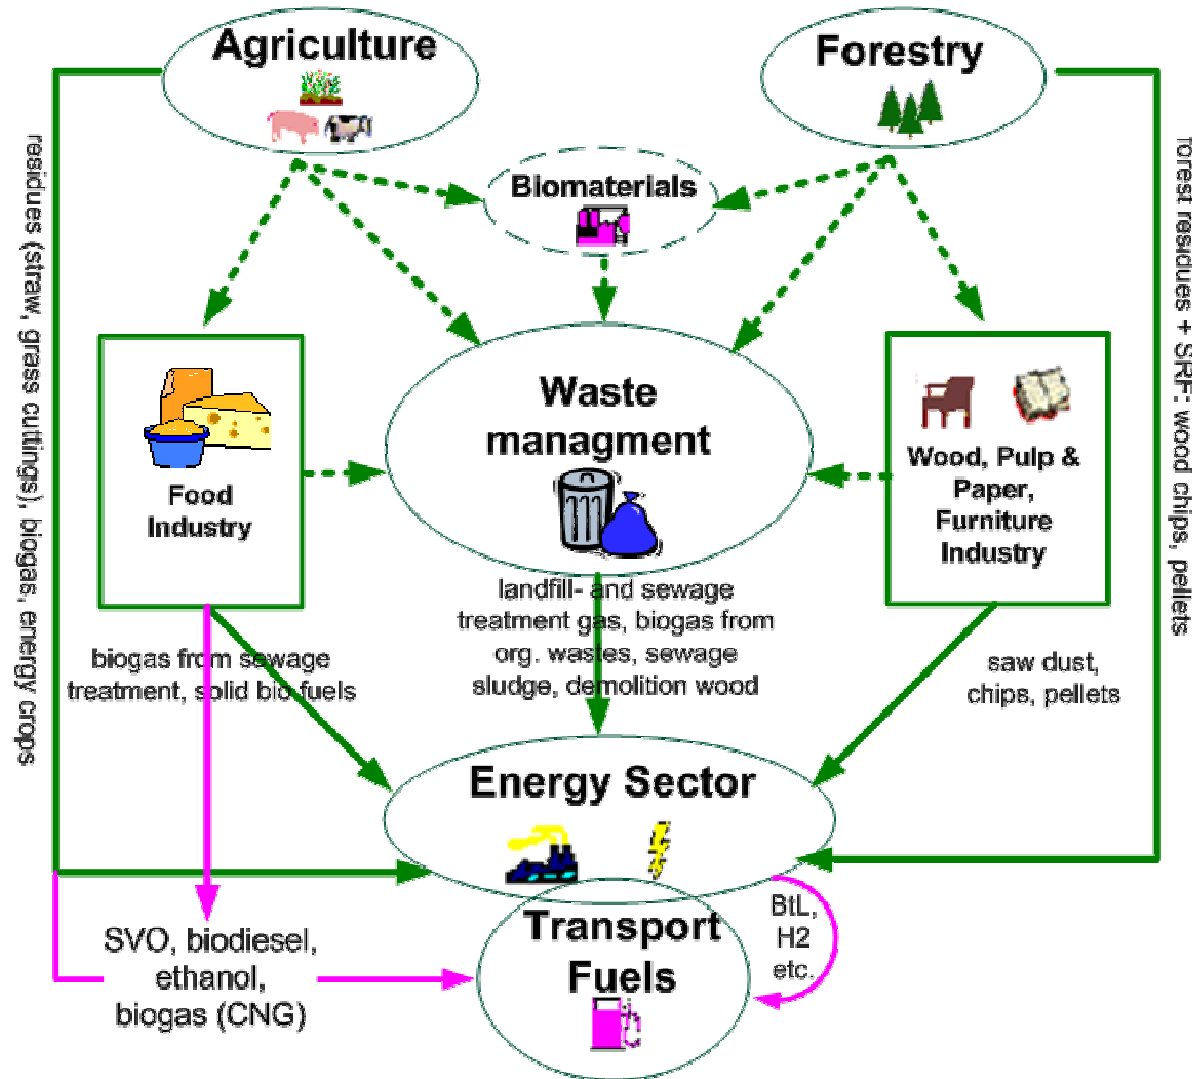 Agriculture
Forestry
Biomaterials
residues (straw, grass cuttings), biogas, energy crops
forest residues + SRF: wood chips, pellets
Waste
managment
Food
Industry
Wood, Pulp &
Paper,
Furniture
Industry
landfill- and sewage
treatment gas, biogas from
org. wastes, sewage
sludge, demolition wood
biogas from sewage
treatment, solid bio fuels
saw dust,
chips, pellets
Energy Sector
Transport
Fuels
BtL,
H2
etc.
SVO, biodiesel,
ethanol,
biogas (CNG)